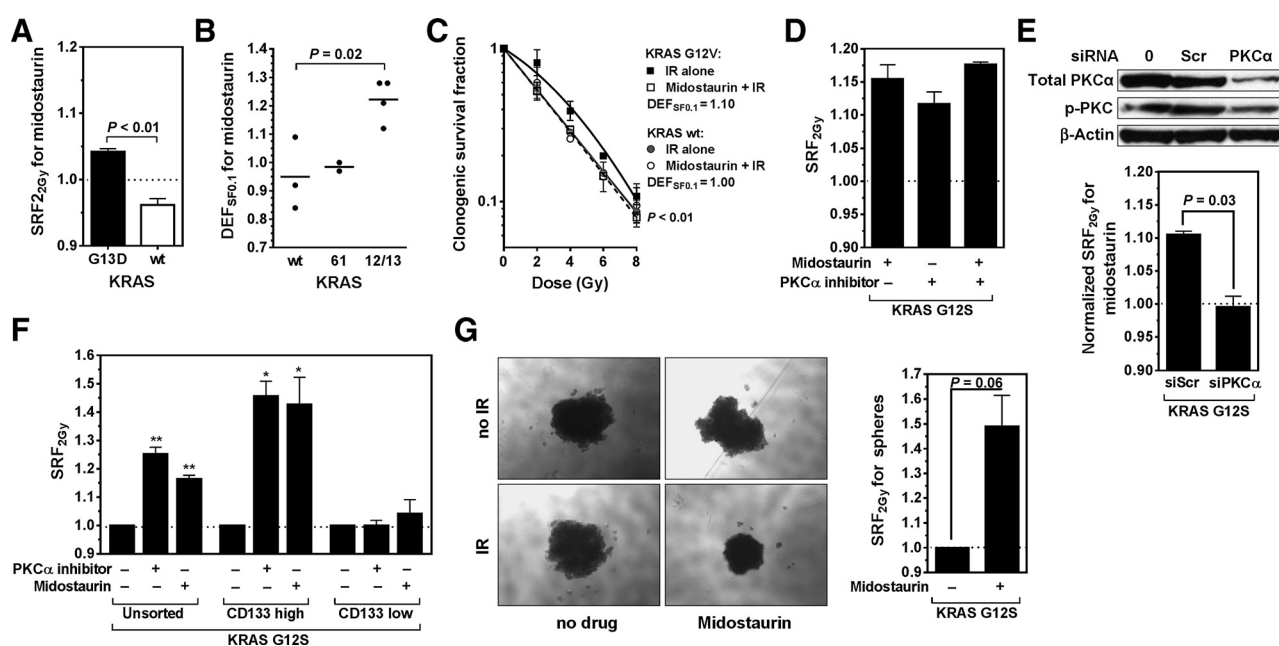 A
SRF2₂Gy for midostaurin
1.2
1.1
1.0
0.9
P < 0.01
G13D
wt
KRAS
B
DEF_SF0.1 for midostaurin
1.4
1.3
1.2
1.1
1.0
0.9
0.8
0.7
P = 0.02
wt
61
12/13
KRAS
C
Clonogenic survival fraction
1
0.1
0 2 4 6 8
Dose (Gy)
KRAS G12V:
IR alone
Midostaurin + IR
DEF_SF0.1 = 1.10
KRAS wt:
IR alone
Midostaurin + IR
DEF_SF0.1 = 1.00
P < 0.01
D
SRF₂Gy
1.20
1.15
1.10
1.05
1.00
0.95
0.90
Midostaurin + – +
PKCα inhibitor – + +
KRAS G12S
E
siRNA 0 Scr PKCα
Total PKCα
p-PKC
β-Actin
Normalized SRF₂Gy for
midostaurin
1.20
1.15
1.10
1.00
0.95
0.90
P = 0.03
siScr siPKCα
KRAS G12S
F
SRF₂Gy
1.6
1.5
1.4
1.3
1.2
1.1
1.0
0.9
** ** * *
PKCα inhibitor – + – – + – – + –
Midostaurin – – + – – + – – +
Unsorted CD133 high CD133 low
KRAS G12S
G
no IR
IR
no drug Midostaurin
SRF₂Gy for spheres
1.7
1.6
1.5
1.4
1.3
1.2
1.1
1.0
0.9
P = 0.06
Midostaurin – +
KRAS G12S